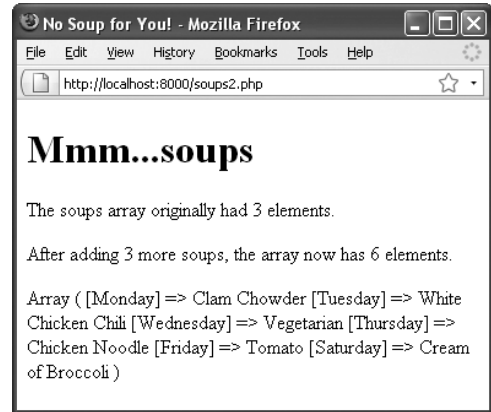 No Soup for You! - Mozilla Firefox
File Edit View History Bookmarks Tools Help
http://localhost:8000/soups2.php
Mmm...soups
The soups array originally had 3 elements.
After adding 3 more soups, the array now has 6 elements.
Array ( [Monday] => Clam Chowder [Tuesday] => White
Chicken Chili [Wednesday] => Vegetarian [Thursday] =>
Chicken Noodle [Friday] => Tomato [Saturday] => Cream
of Broccoli )